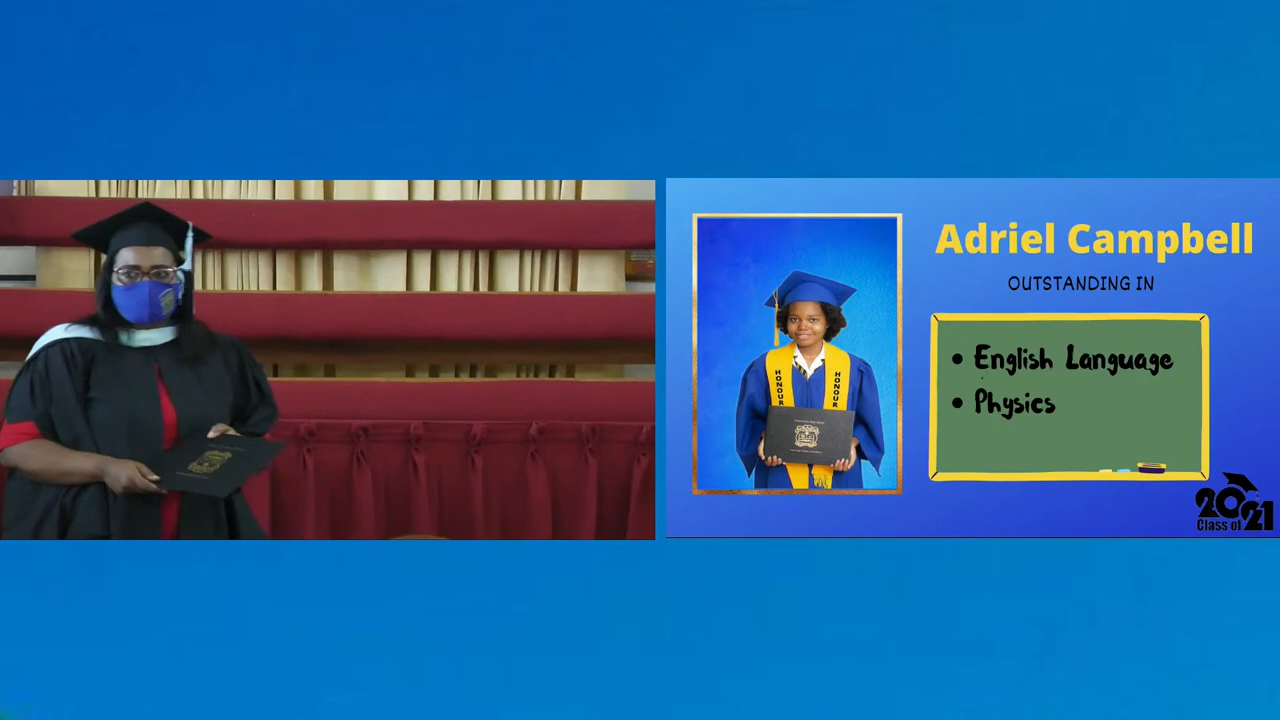 Adriel Campbell
OUTSTANDING IN
• English Language
• Physics
HONOUR
HONOUR
2021
Class of